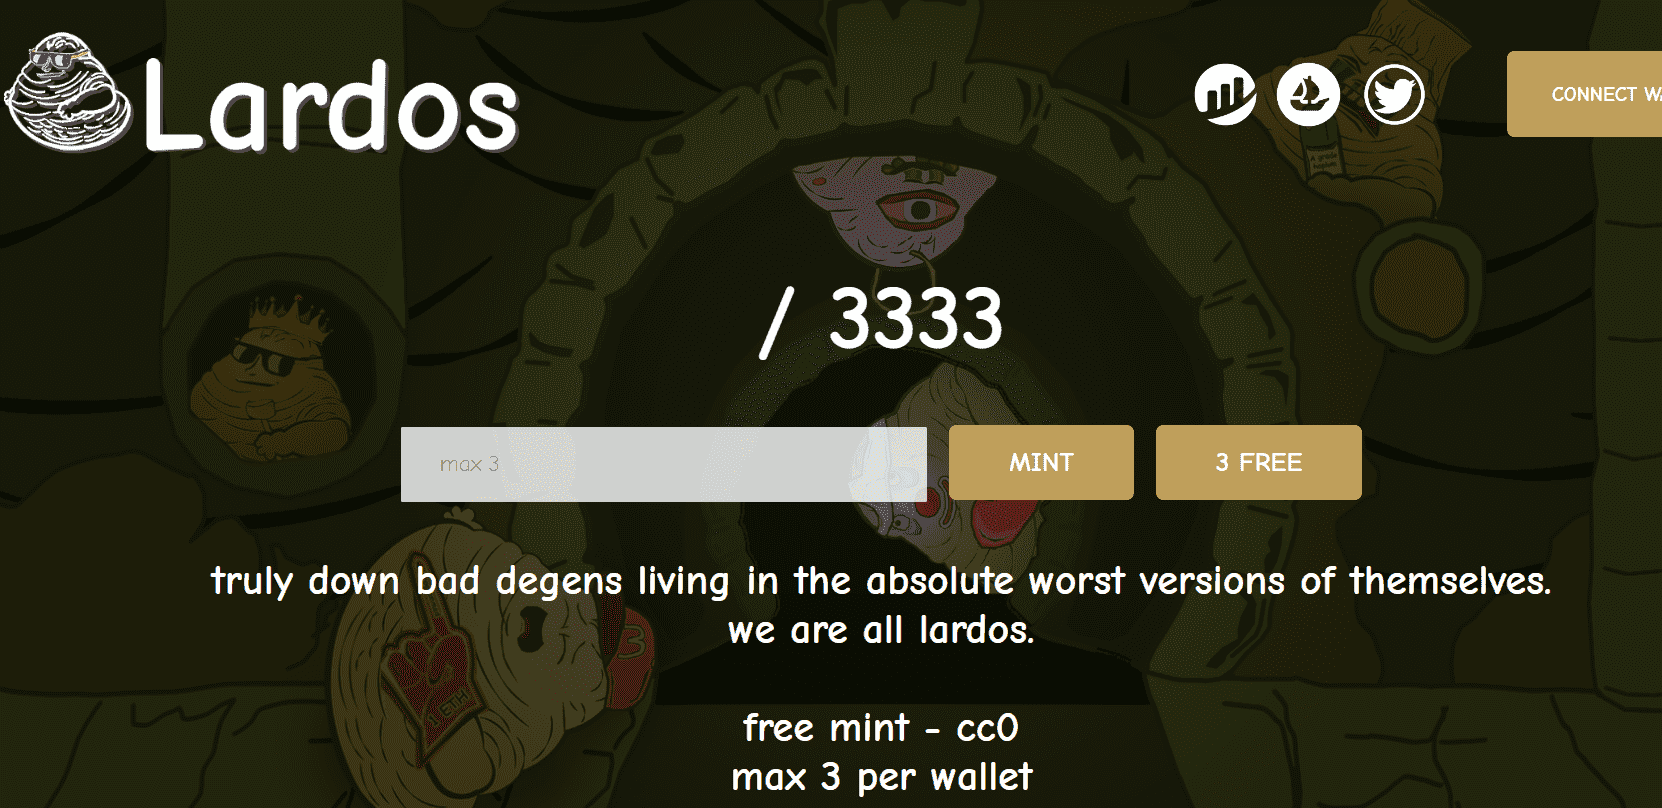 Lardos
CONNECT WA
/ 3333
max 3
MINT
3 FREE
truly down bad degens living in the absolute worst versions of themselves.
we are all lardos.
free mint - cc0
max 3 per wallet